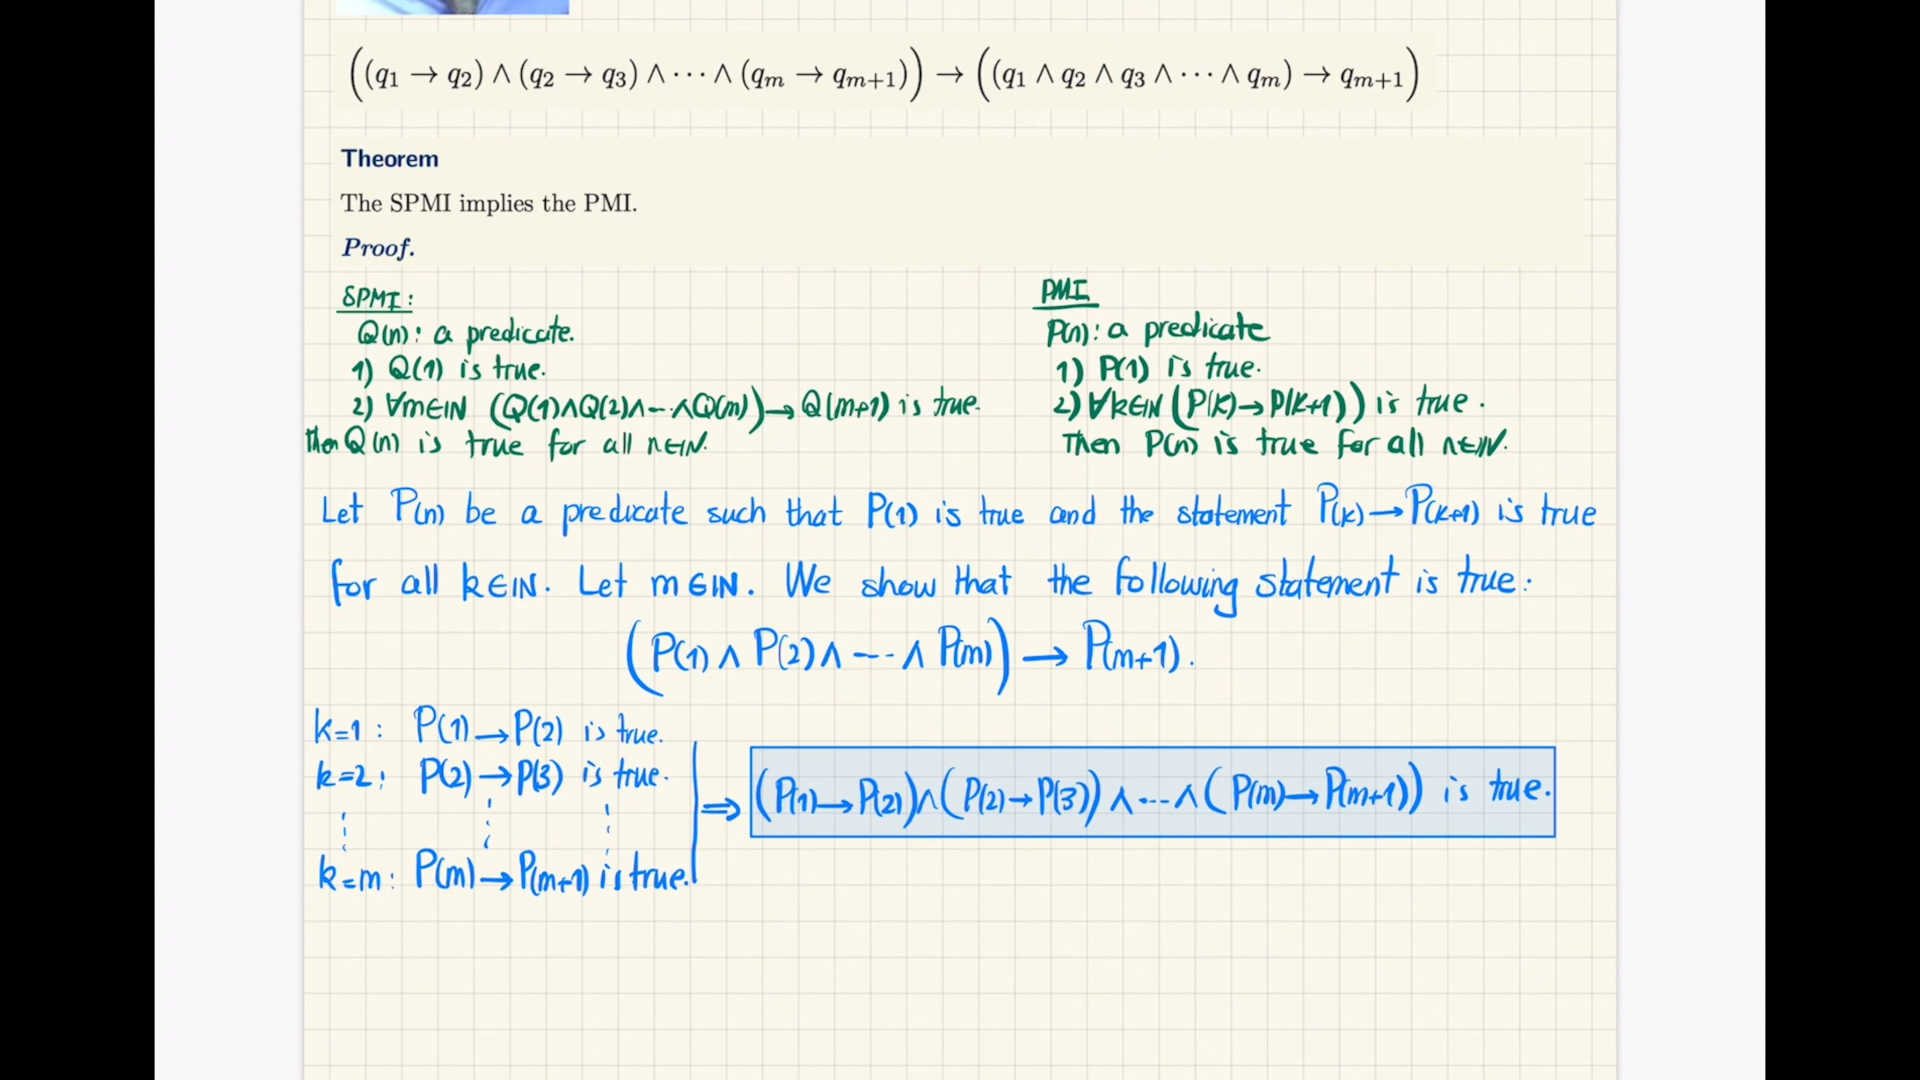 ((q₁ → q₂) ∧ (q₂ → q₃) ∧ ⋯ ∧ (qₘ → qₘ₊₁)) → ((q₁ ∧ q₂ ∧ q₃ ∧ ⋯ ∧ qₘ) → qₘ₊₁)
Theorem
The SPMI implies the PMI.
Proof.
SPMI:
Q(n): a predicate.
1) Q(1) is true.
2) ∀m∈ℕ (Q(1)∧Q(2)∧--∧Q(m))→Q(m+1) is true.
Then Q(n) is true for all n∈ℕ.
PMI
P(n): a predicate
1) P(1) is true.
2) ∀k∈ℕ (P(k)→P(k+1)) is true.
Then P(n) is true for all n∈ℕ.
Let P(n) be a predicate such that P(1) is true and the statement P(k)→P(k+1) is true
for all k∈ℕ. Let m∈ℕ. We show that the following statement is true:
(P(1)∧P(2)∧---∧P(m))→P(m+1).
k=1: P(1)→P(2) is true.
k=2: P(2)→P(3) is true.
k=m: P(m)→P(m+1) is true.
⇒ (P(1)→P(2))∧(P(2)→P(3))∧---∧(P(m)→P(m+1)) is true.